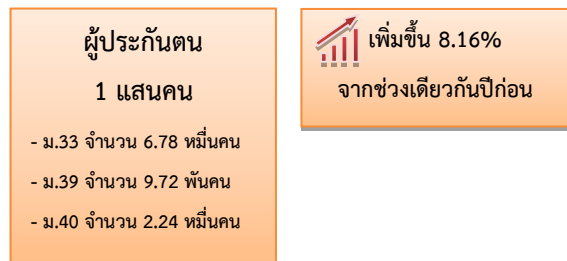 ผู้ประกันตน
1 แสนคน
- ม.33 จำนวน 6.78 หมื่นคน
- ม.39 จำนวน 9.72 พันคน
- ม.40 จำนวน 2.24 หมื่นคน
เพิ่มขึ้น 8.16%
จากช่วงเดียวกันปีก่อน